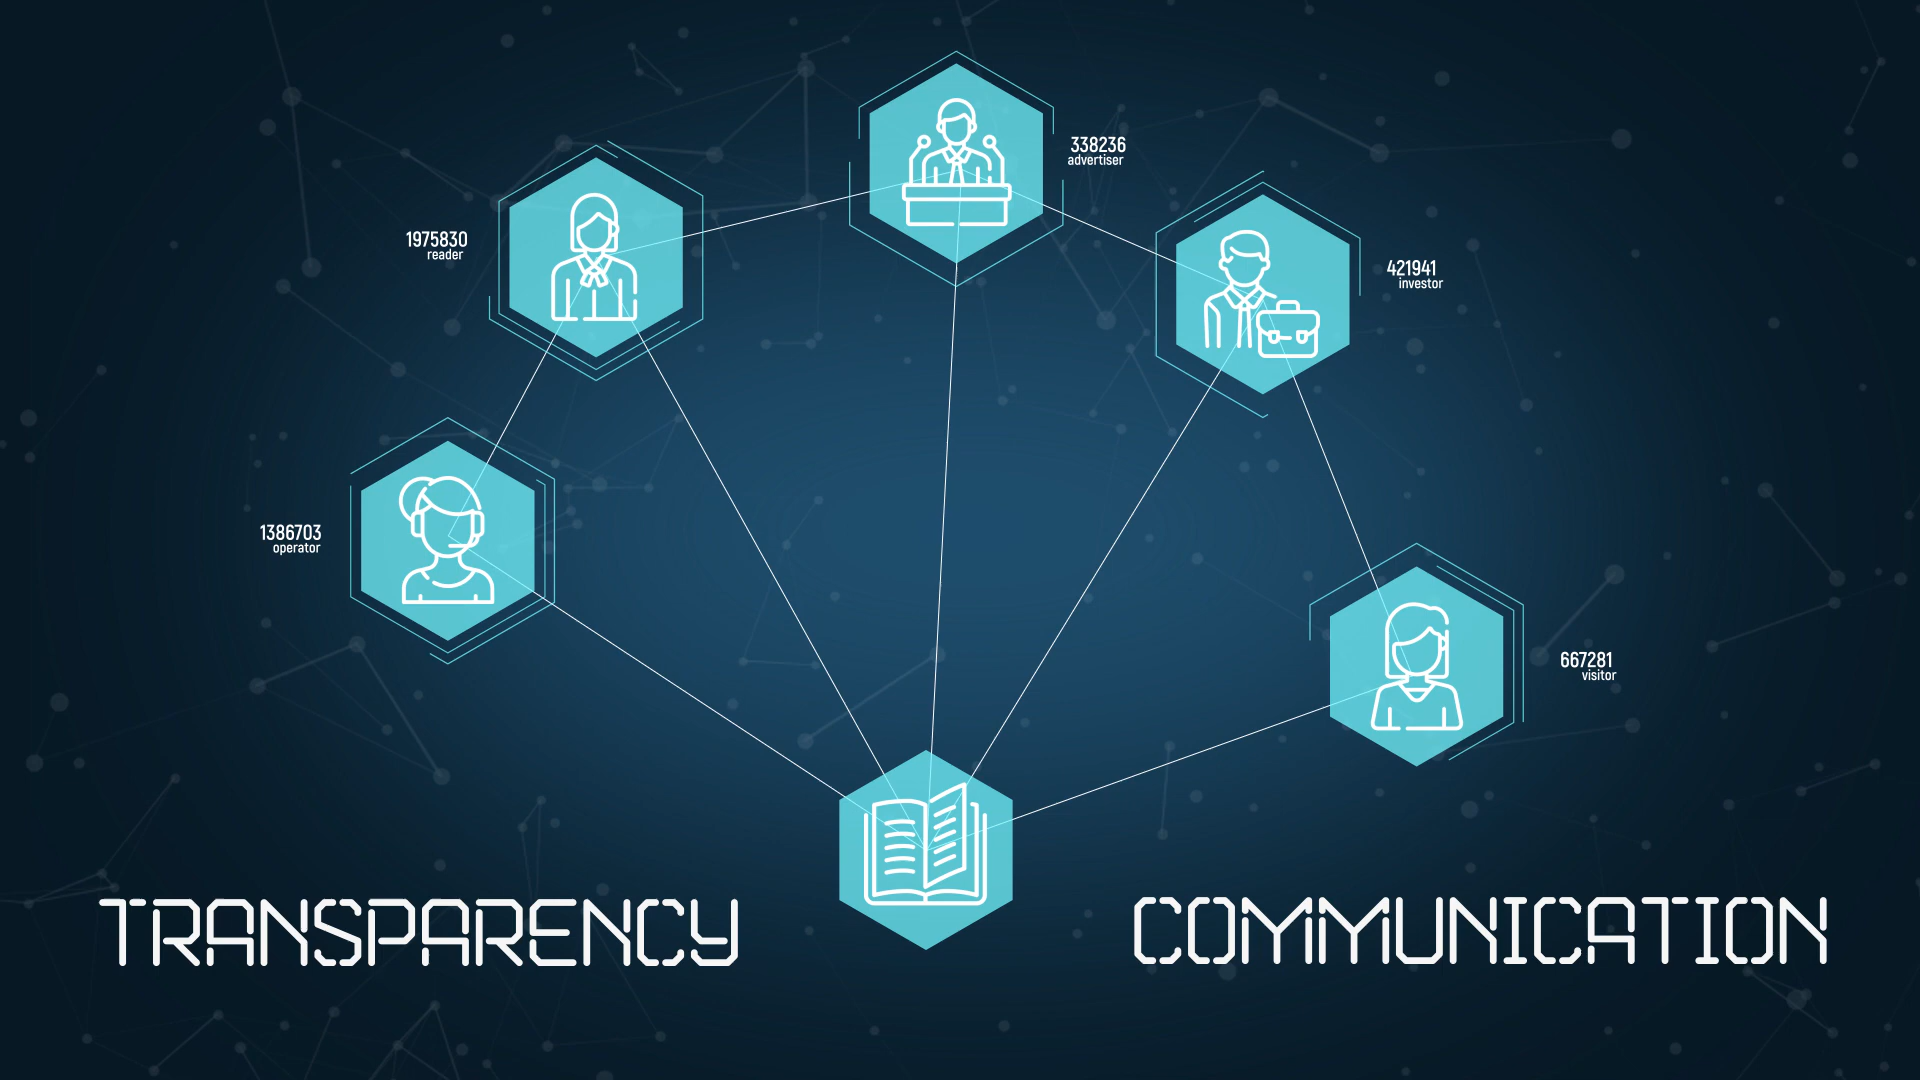 338236
advertiser
1975830
reader
421941
investor
1386703
operator
667281
visitor
TRANSPARENCY
COMMUNICATION